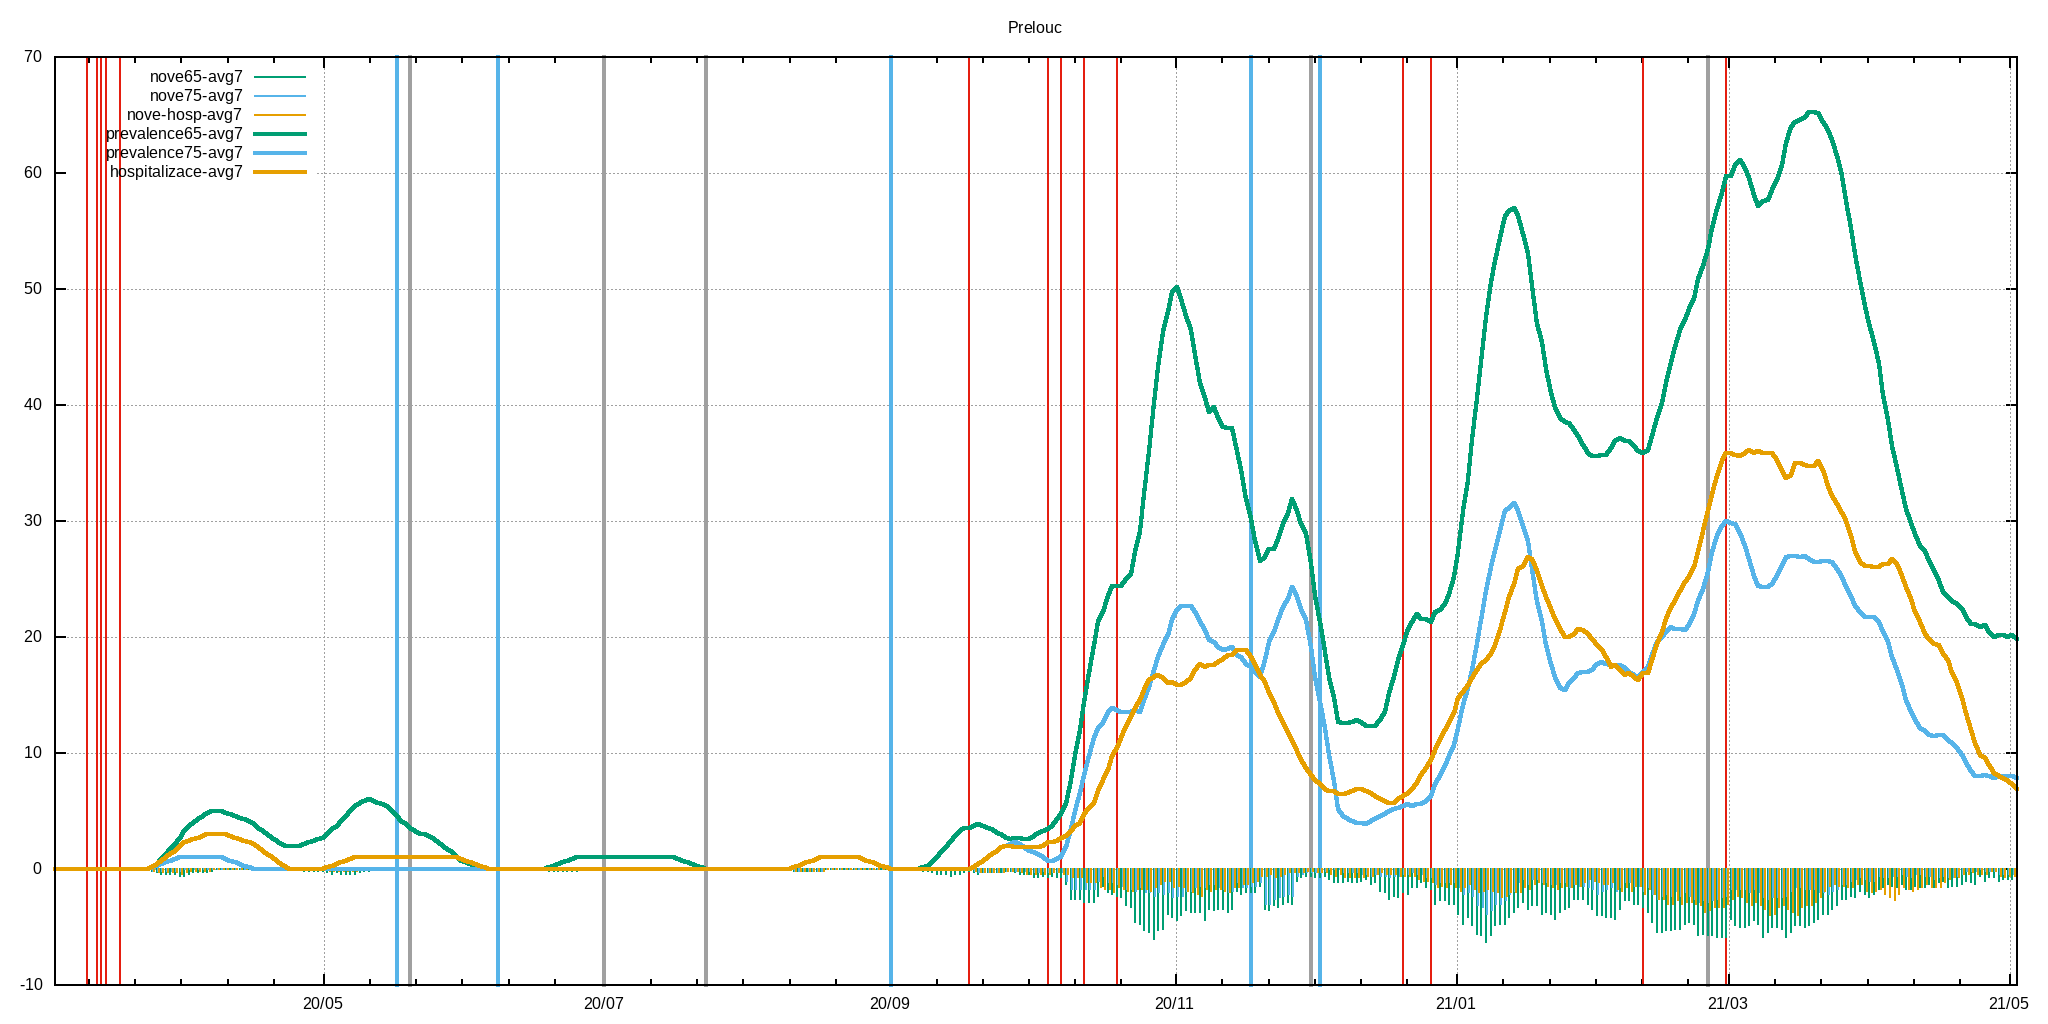 Prelouc
70
nove65-avg7
nove75-avg7
nove-hosp-avg7
prevalence65-avg7
prevalence75-avg7
hospitalizace-avg7
60
50
40
30
20
10
0
-10
20/05
20/07
20/09
20/11
21/01
21/03
21/05